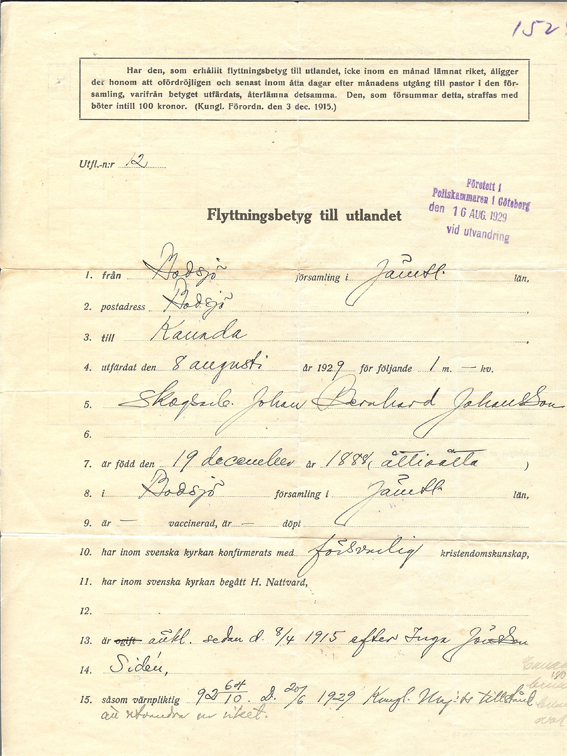 152
Har den, som erhållit flyttningsbetyg till utlandet, icke inom en månad lämnat riket, åligger
det honom att ofördröjligen och senast inom åtta dagar efter månadens utgång till pastor i den för-
samling, varifrån betyget utfärdats, återlämna detsamma. Den, som försummar detta, straffas med
böter intill 100 kronor. (Kungl. Förordn. den 3 dec. 1915.)
Utfl.-n:r 12
Företett i
Poliskammaren i Göteborg
den 16 AUG. 1929
vid utvandring
Flyttningsbetyg till utlandet
1. från Bodsjö församling i Jämtl. län,
2. postadress Bodsjö
3. till Kanada
4. utfärdat den 8 augusti år 1929 för följande 1 m. — kv.
5. Skogsarb. Johan Bernhard Johansson
6.
7. är född den 19 december år 1888, åttioåtta )
8. i Bodsjö församling i Jämtl. län,
9. är — vaccinerad, är — döpt
10. har inom svenska kyrkan konfirmerats med försvarlig kristendomskunskap,
11. har inom svenska kyrkan begått H. Nattvard,
12.
13. är ogift änkl. sedan d. 8/4 1915 efter Inga Jönsson
14. Sidén,
15. såsom värnpliktig 92 64/10. D. 20/6 1929 Kungl. Maj:ts tillstånd
att utvandra ur riket.